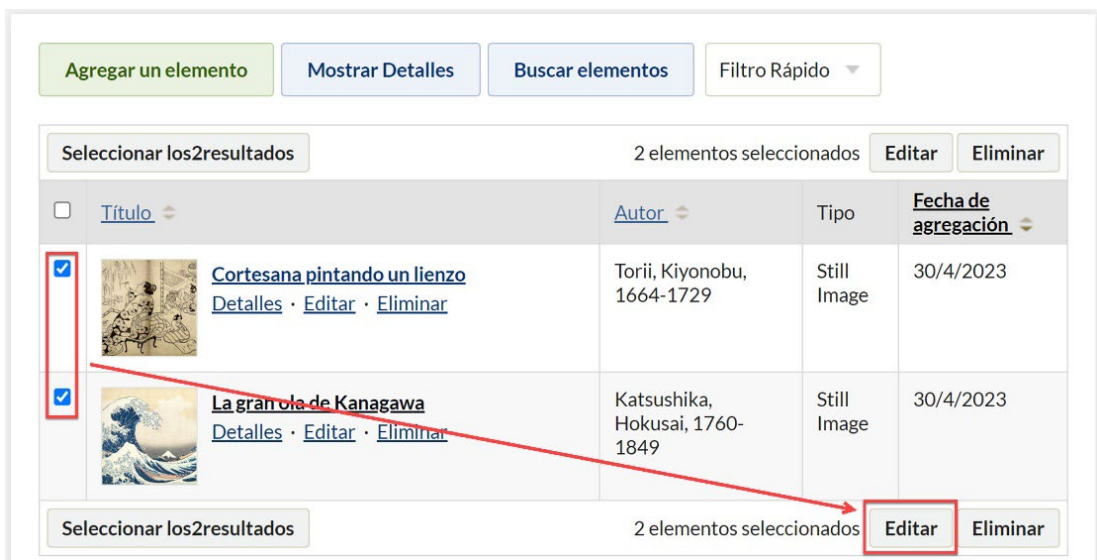 Agregar un elemento
Mostrar Detalles
Buscar elementos
Filtro Rápido
Seleccionar los2resultados
2 elementos seleccionados
Editar
Eliminar
Título
Autor
Tipo
Fecha de
agregación
Cortesana pintando un lienzo
Detalles · Editar · Eliminar
Torii, Kiyonobu,
1664-1729
Still
Image
30/4/2023
La gran ola de Kanagawa
Detalles · Editar · Eliminar
Katsushika,
Hokusai, 1760-
1849
Still
Image
30/4/2023
Seleccionar los2resultados
2 elementos seleccionados
Editar
Eliminar